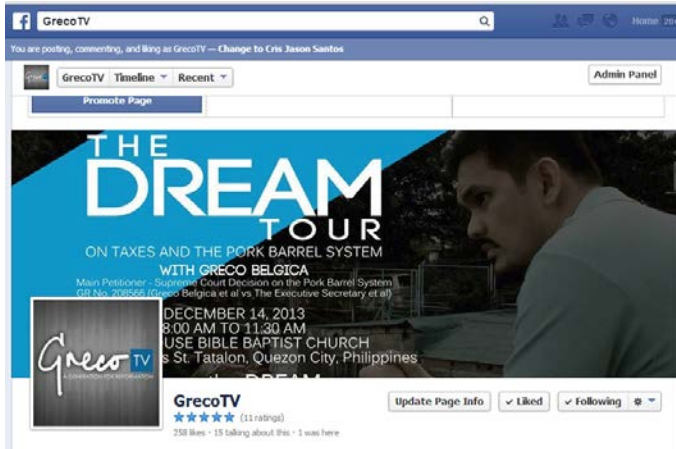 GrecoTV
Home
You are posting, commenting, and liking as GrecoTV — Change to Cris Jason Santos
GrecoTV Timeline Recent
Admin Panel
Promote Page
THE
DREAM
TOUR
ON TAXES AND THE PORK BARREL SYSTEM
WITH GRECO BELGICA
Main Petitioner - Supreme Court Decision on the Pork Barrel System
GR No. 208566 (Greco Belgica et al vs The Executive Secretary et al)
DECEMBER 14, 2013
8:00 AM TO 11:30 AM
USE BIBLE BAPTIST CHURCH
s St. Tatalon, Quezon City, Philippines
the DREAM
Greco TV
A GENERATION FOR REFORMATION
GrecoTV
(11 ratings)
258 likes · 15 talking about this · 1 was here
Update Page Info
✓ Liked
✓ Following